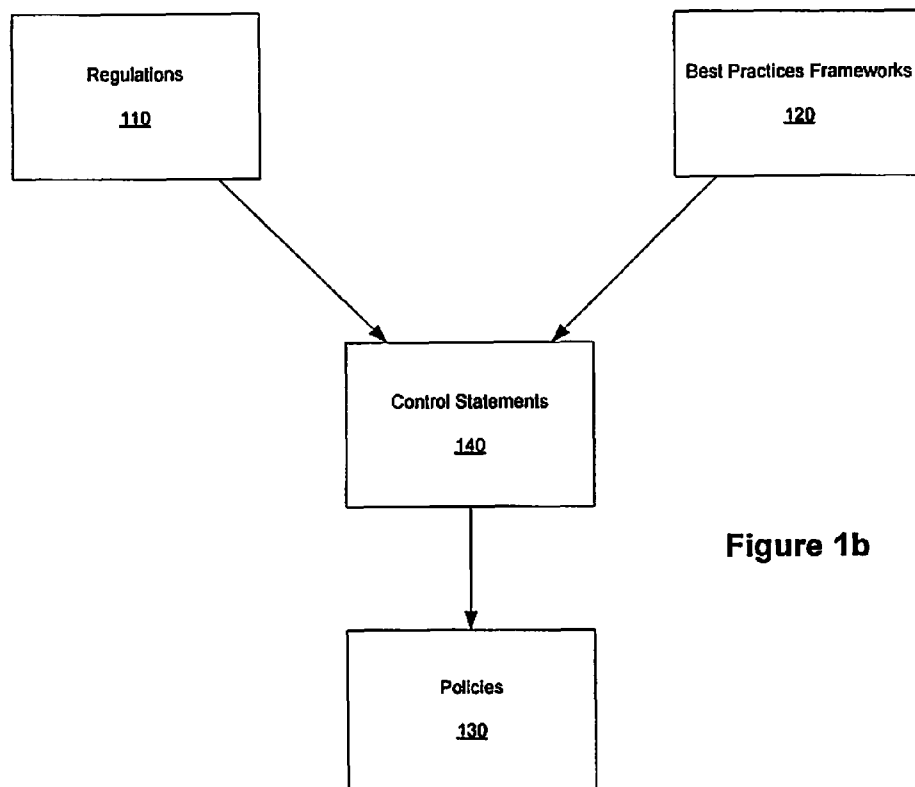 Regulations
110
Best Practices Frameworks
120
Control Statements
140
Figure 1b
Policies
130